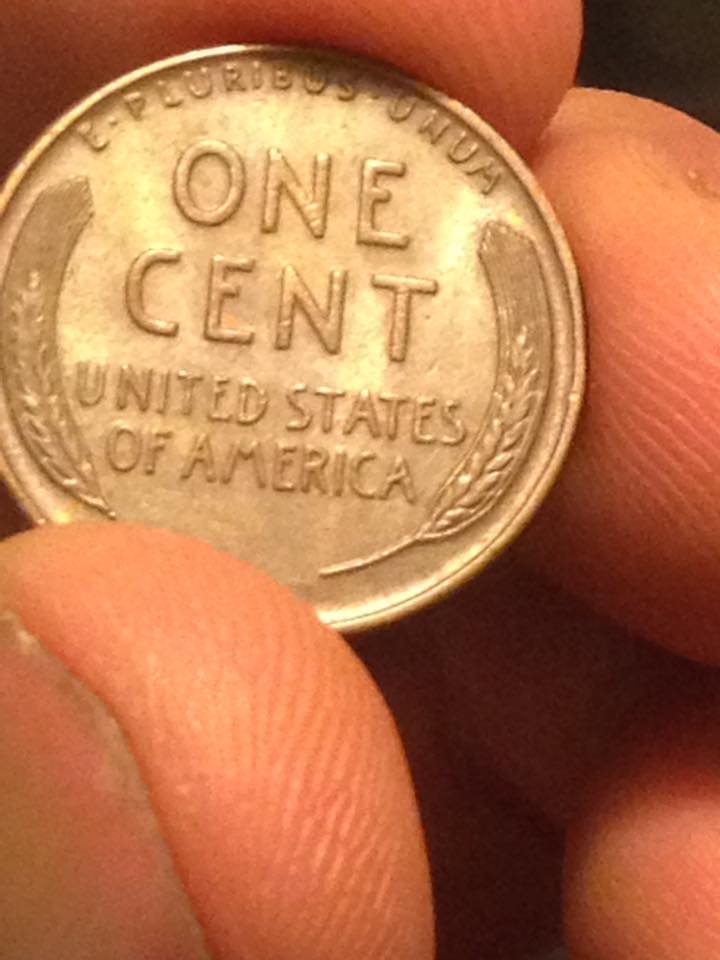 E·PLURIBUS·UNUM
ONE
CENT
UNITED STATES
OF AMERICA